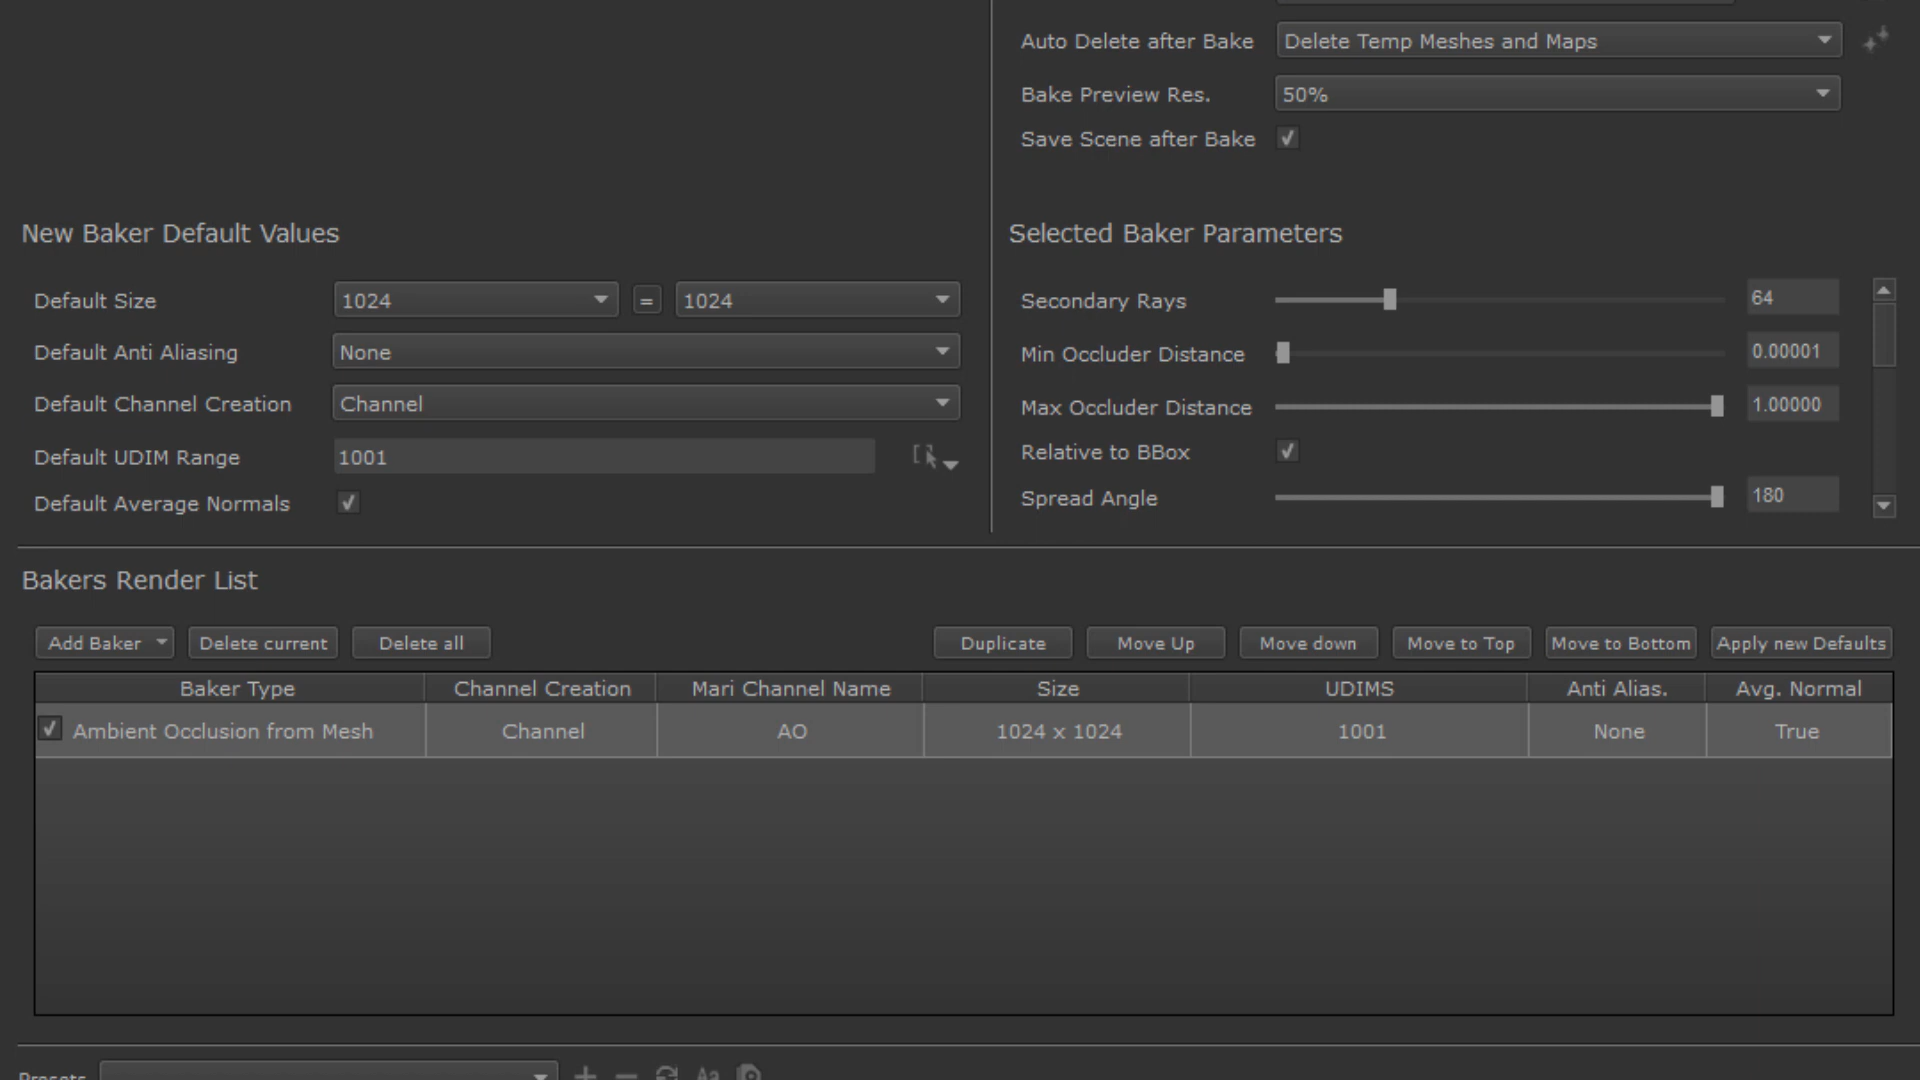 Auto Delete after Bake Delete Temp Meshes and Maps
Bake Preview Res. 50%
Save Scene after Bake
New Baker Default Values
Default Size 1024 = 1024
Default Anti Aliasing None
Default Channel Creation Channel
Default UDIM Range 1001
Default Average Normals
Selected Baker Parameters
Secondary Rays 64
Min Occluder Distance 0.00001
Max Occluder Distance 1.00000
Relative to BBox
Spread Angle 180
Bakers Render List
Add Baker Delete current Delete all Duplicate Move Up Move down Move to Top Move to Bottom Apply new Defaults
Baker Type Channel Creation Mari Channel Name Size UDIMS Anti Alias. Avg. Normal
Ambient Occlusion from Mesh Channel AO 1024 x 1024 1001 None True
Presets